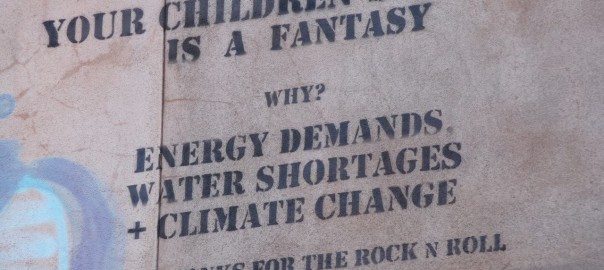 YOUR CHILDREN
IS A FANTASY
WHY?
ENERGY DEMANDS,
WATER SHORTAGES
+ CLIMATE CHANGE
FOR THE ROCK N ROLL